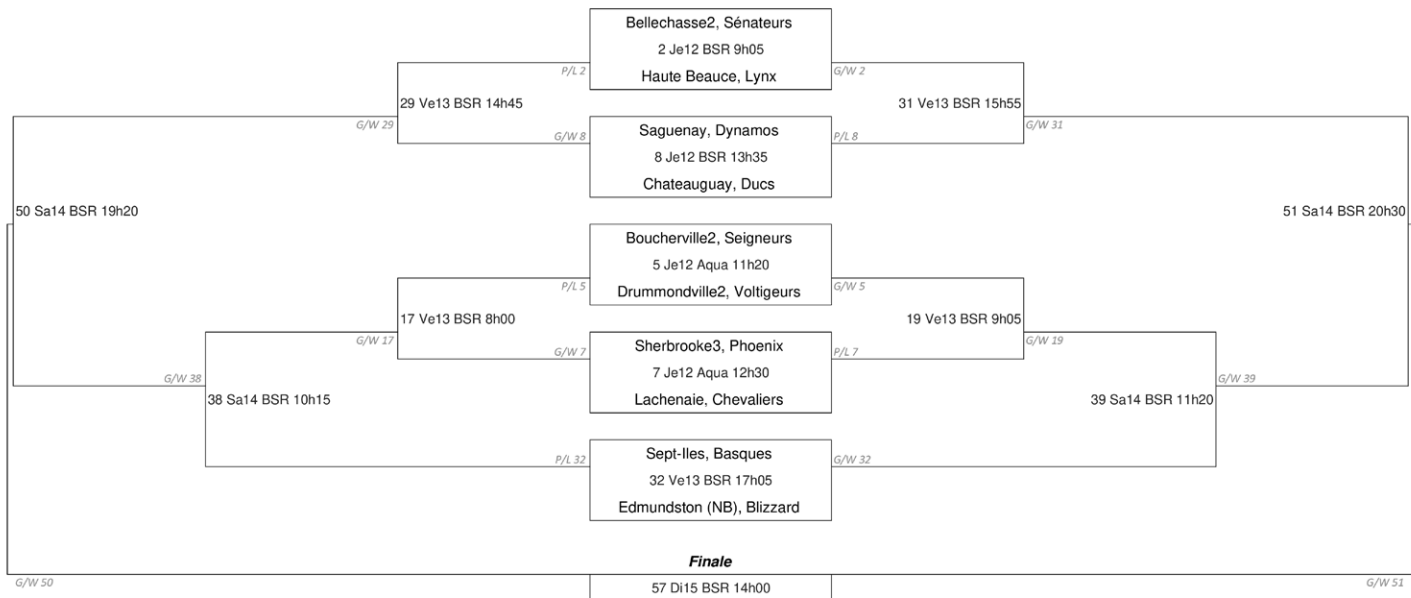 Bellechasse2, Sénateurs
2 Je12 BSR 9h05
P/L 2
G/W 2
Haute Beauce, Lynx
29 Ve13 BSR 14h45
31 Ve13 BSR 15h55
G/W 29
G/W 31
G/W 8
Saguenay, Dynamos
P/L 8
8 Je12 BSR 13h35
Chateauguay, Ducs
50 Sa14 BSR 19h20
51 Sa14 BSR 20h30
Boucherville2, Seigneurs
5 Je12 Aqua 11h20
P/L 5
G/W 5
Drummondville2, Voltigeurs
17 Ve13 BSR 8h00
19 Ve13 BSR 9h05
G/W 17
G/W 19
G/W 7
Sherbrooke3, Phoenix
P/L 7
7 Je12 Aqua 12h30
G/W 38
G/W 39
38 Sa14 BSR 10h15
Lachenaie, Chevaliers
39 Sa14 BSR 11h20
Sept-Iles, Basques
P/L 32
G/W 32
32 Ve13 BSR 17h05
Edmundston (NB), Blizzard
Finale
G/W 50
57 Di15 BSR 14h00
G/W 51